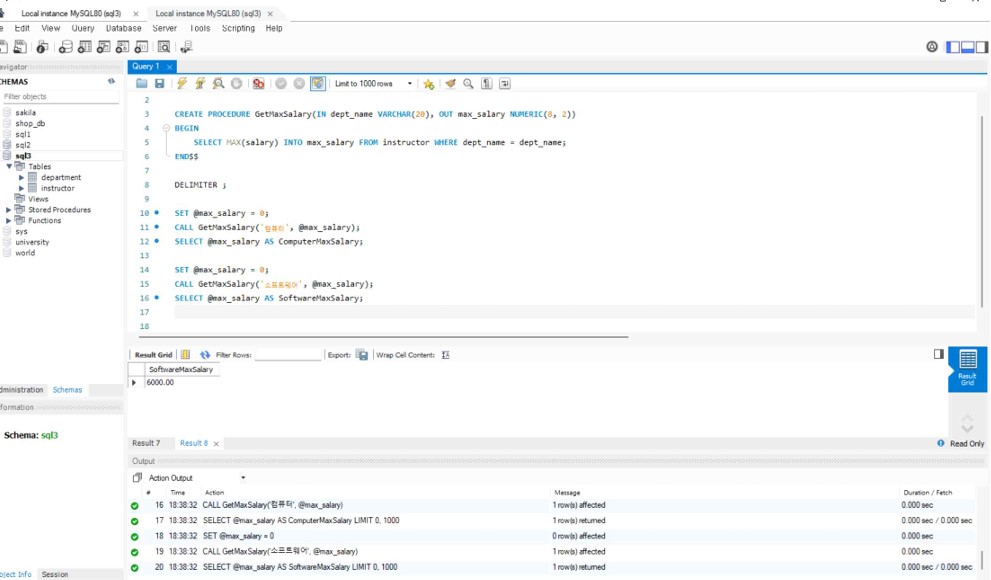 Local instance MySQL80 (sql3) × Local instance MySQL80 (sql3) ×
Edit View Query Database Server Tools Scripting Help
avigator
Query 1 ×
CHEMAS
Filter objects
Limit to 1000 rows
sakila
shop_db
sql1
sql2
sql3
Tables
department
instructor
Views
Stored Procedures
Functions
sys
university
world
2
3 CREATE PROCEDURE GetMaxSalary(IN dept_name VARCHAR(20), OUT max_salary NUMERIC(8, 2))
4 BEGIN
5 SELECT MAX(salary) INTO max_salary FROM instructor WHERE dept_name = dept_name;
6 END$$
7
8 DELIMITER ;
9
10 SET @max_salary = 0;
11 CALL GetMaxSalary('컴퓨터', @max_salary);
12 SELECT @max_salary AS ComputerMaxSalary;
13
14 SET @max_salary = 0;
15 CALL GetMaxSalary('소프트웨어', @max_salary);
16 SELECT @max_salary AS SoftwareMaxSalary;
17
18
Result Grid Filter Rows: Export: Wrap Cell Content:
SoftwareMaxSalary
6000.00
Result Grid
dministration Schemas
formation
Schema: sql3
Result 7 Result 8 × Read Only
Output
Action Output
# Time Action Message Duration / Fetch
16 18:38:32 CALL GetMaxSalary('컴퓨터', @max_salary) 1 row(s) affected 0.000 sec
17 18:38:32 SELECT @max_salary AS ComputerMaxSalary LIMIT 0, 1000 1 row(s) returned 0.000 sec / 0.000 sec
18 18:38:32 SET @max_salary = 0 0 row(s) affected 0.000 sec
19 18:38:32 CALL GetMaxSalary('소프트웨어', @max_salary) 1 row(s) affected 0.000 sec
20 18:38:32 SELECT @max_salary AS SoftwareMaxSalary LIMIT 0, 1000 1 row(s) returned 0.000 sec / 0.000 sec
bject Info Session